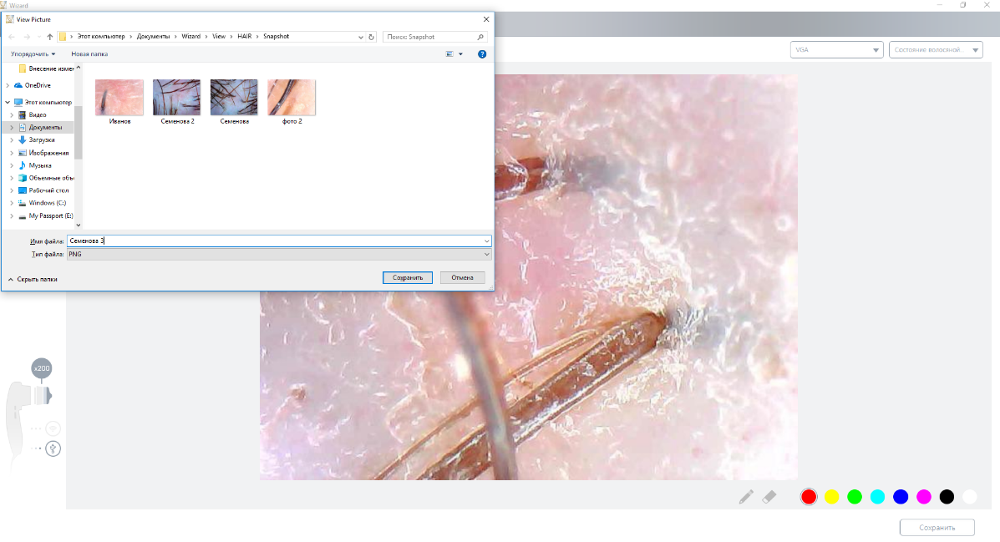 Wizard
View Picture
Этот компьютер > Документы > Wizard > View > HAIR > Snapshot
Поиск: Snapshot
Упорядочить
Новая папка
VGA
Состояние волосяной..
Внесение измен
OneDrive
Этот компьютер
Видео
Документы
Загрузки
Изображения
Музыка
Объемные объ
Рабочий стол
Windows (C:)
My Passport (E:)
Иванов
Семенова 2
Семенова
фото 2
Имя файла: Семенова 3
Тип файла: PNG
Скрыть папки
Сохранить
Отмена
x200
Сохранить